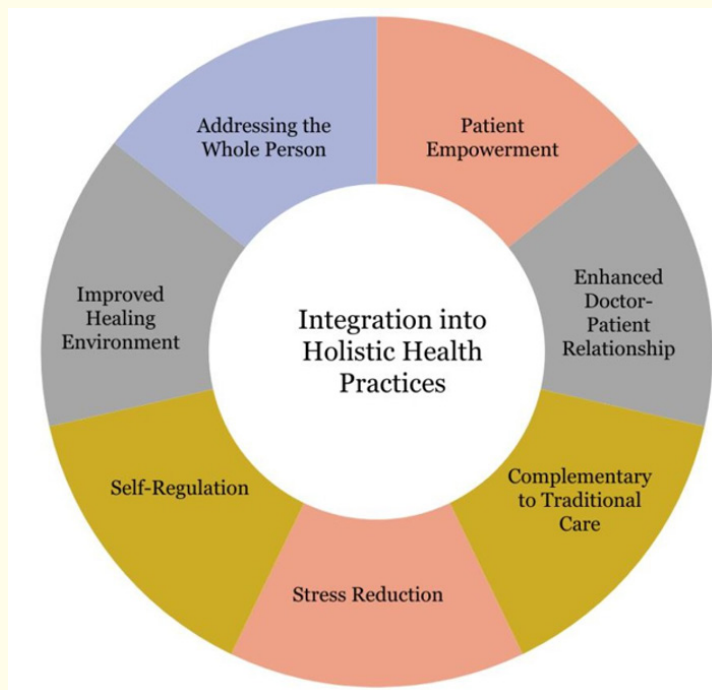 Addressing the
Whole Person
Patient
Empowerment
Enhanced
Doctor-
Patient
Relationship
Complementary
to Traditional
Care
Stress Reduction
Self-Regulation
Improved
Healing
Environment
Integration into
Holistic Health
Practices